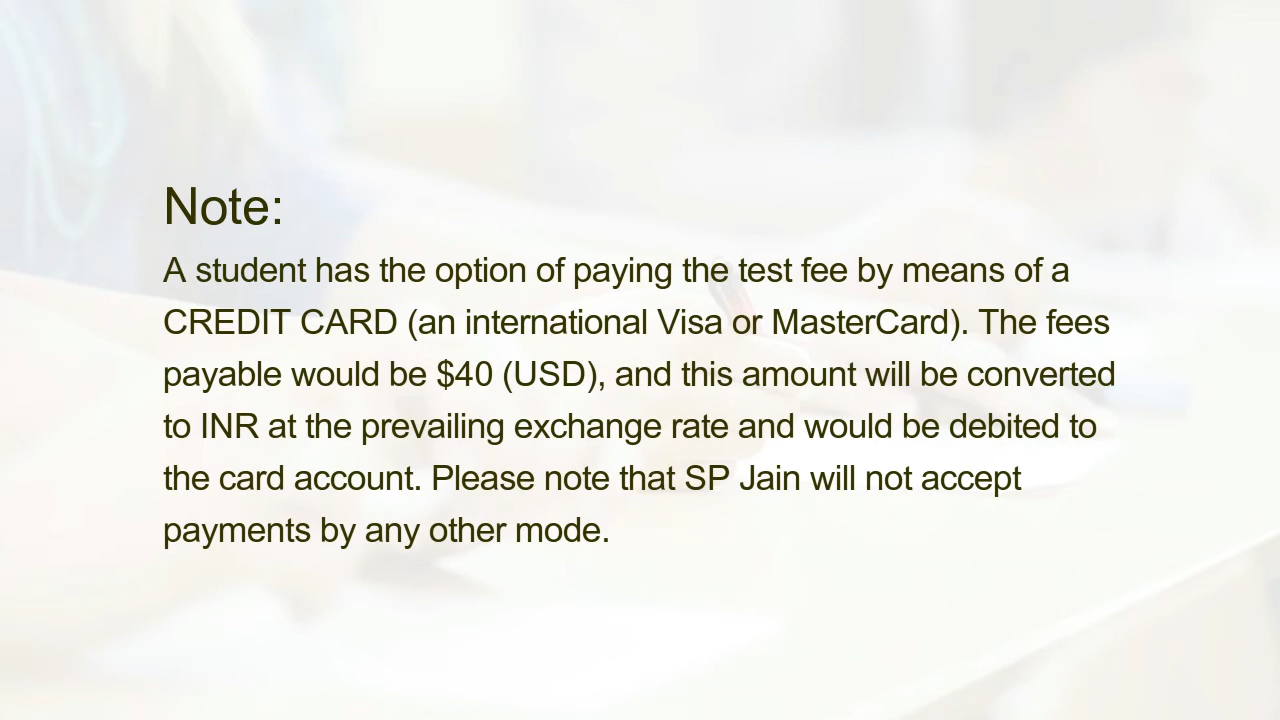 Note:
A student has the option of paying the test fee by means of a
CREDIT CARD (an international Visa or MasterCard). The fees
payable would be $40 (USD), and this amount will be converted
to INR at the prevailing exchange rate and would be debited to
the card account. Please note that SP Jain will not accept
payments by any other mode.